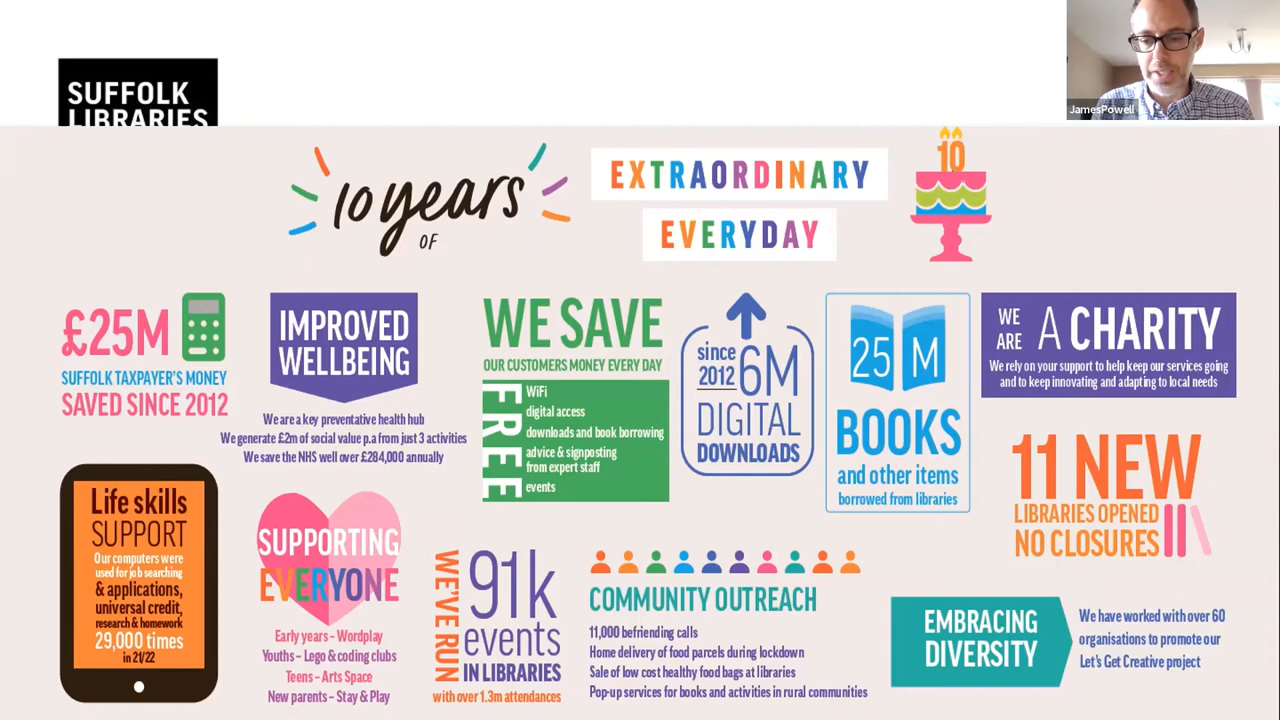 SUFFOLK
LIBRARIES
JamesPowell
10 years
OF
EXTRAORDINARY
EVERYDAY
10
£25M
SUFFOLK TAXPAYER'S MONEY
SAVED SINCE 2012
IMPROVED
WELLBEING
We are a key preventative health hub
We generate £2m of social value p.a from just 3 activities
We save the NHS well over £284,000 annually
WE SAVE
OUR CUSTOMERS MONEY EVERY DAY
FREE
WiFi
digital access
downloads and book borrowing
advice & signposting
from expert staff
events
since
2012
6M
DIGITAL
DOWNLOADS
25 M
BOOKS
and other items
borrowed from libraries
WE
ARE
A CHARITY
We rely on your support to help keep our services going
and to keep innovating and adapting to local needs
11 NEW
LIBRARIES OPENED
NO CLOSURES
Life skills
SUPPORT
Our computers were
used for job searching
& applications,
universal credit,
research & homework
29,000 times
in 21/22
SUPPORTING
EVERYONE
Early years – Wordplay
Youths – Lego & coding clubs
Teens – Arts Space
New parents – Stay & Play
WE'VE RUN
91k
events
IN LIBRARIES
with over 1.3m attendances
COMMUNITY OUTREACH
11,000 befriending calls
Home delivery of food parcels during lockdown
Sale of low cost healthy food bags at libraries
Pop-up services for books and activities in rural communities
EMBRACING
DIVERSITY
We have worked with over 60
organisations to promote our
Let's Get Creative project